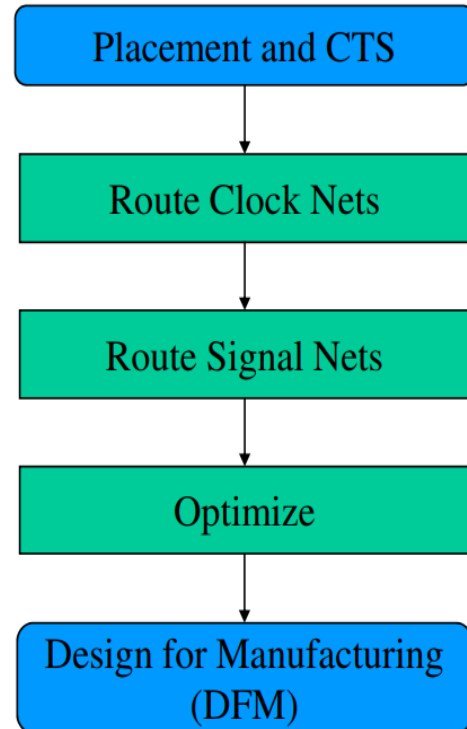 Placement and CTS
Route Clock Nets
Route Signal Nets
Optimize
Design for Manufacturing
(DFM)